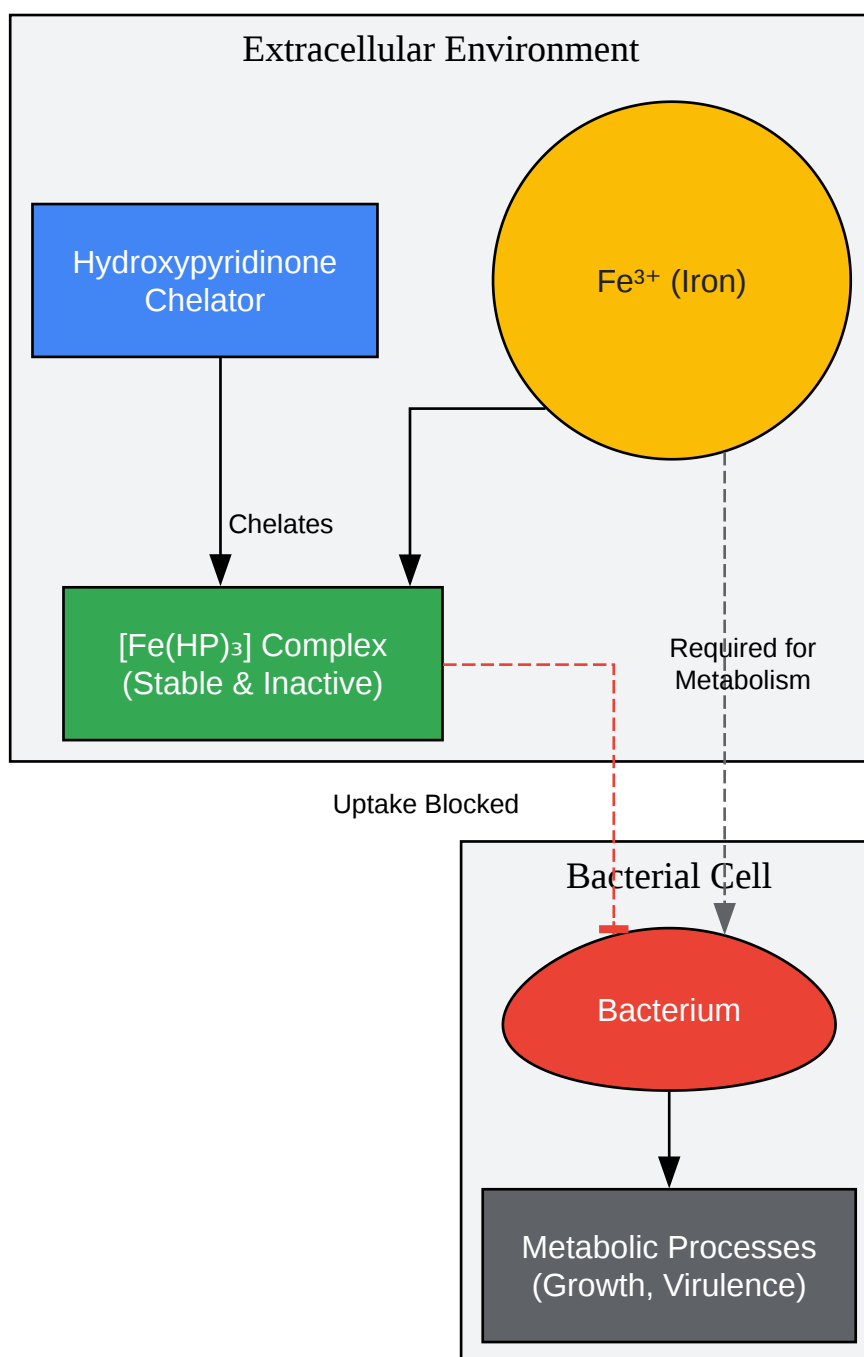 Extracellular Environment
Hydroxypyridinone
Chelator
Fe³⁺ (Iron)
Chelates
[Fe(HP)₃] Complex
(Stable & Inactive)
Required for
Metabolism
Uptake Blocked
Bacterial Cell
Bacterium
Metabolic Processes
(Growth, Virulence)